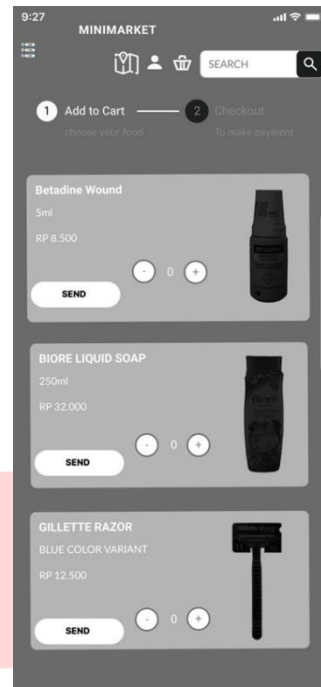 9:27
MINIMARKET
SEARCH
1 Add to Cart 2 Checkout
choose your food To make payment
Betadine Wound
5ml
RP 8.500
- 0 +
SEND
BIORE LIQUID SOAP
250ml
RP 32.000
Biore
- 0 +
SEND
GILLETTE RAZOR
BLUE COLOR VARIANT
RP 12.500
- 0 +
SEND